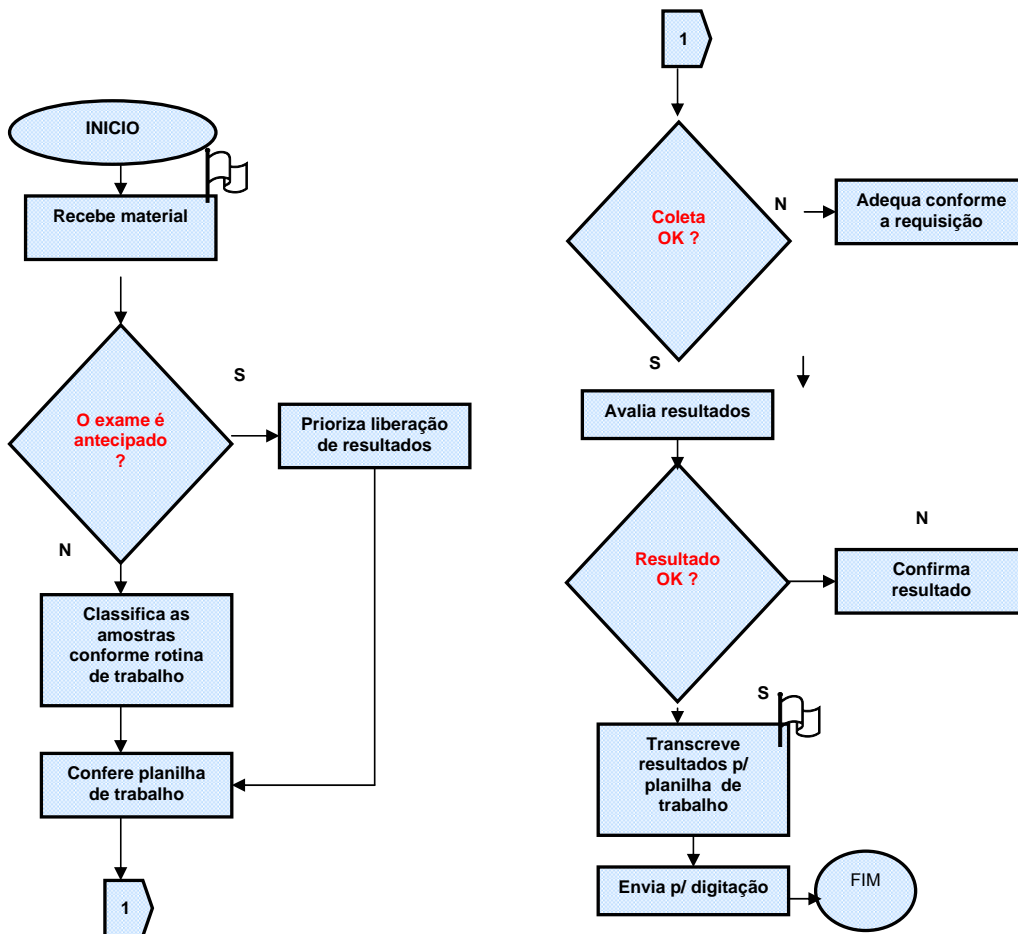 INICIO
Recebe material
O exame é
antecipado
?
S
Prioriza liberação
de resultados
N
Classifica as
amostras
conforme rotina
de trabalho
Confere planilha
de trabalho
1
1
Coleta
OK ?
N
Adequa conforme
a requisição
S
Avalia resultados
Resultado
OK ?
N
Confirma
resultado
S
Transcreve
resultados p/
planilha de
trabalho
Envia p/ digitação
FIM